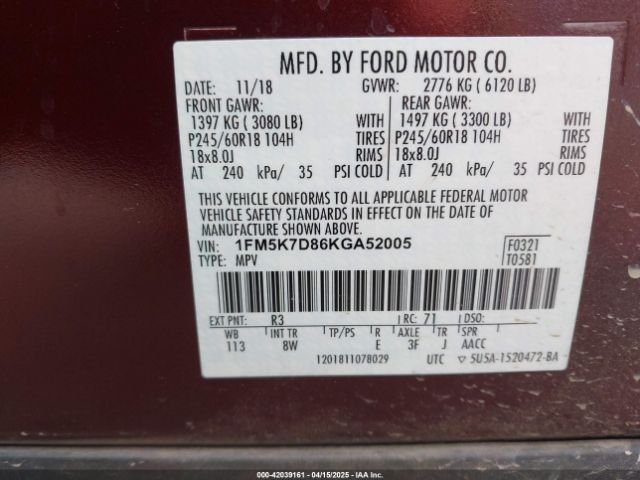 MFD. BY FORD MOTOR CO.
DATE: 11/18 GVWR: 2776 KG ( 6120 LB)
FRONT GAWR: REAR GAWR:
1397 KG ( 3080 LB) WITH 1497 KG ( 3300 LB) WITH
P245/60R18 104H TIRES P245/60R18 104H TIRES
18x8.0J RIMS 18x8.0J RIMS
AT 240 kPa/ 35 PSI COLD AT 240 kPa/ 35 PSI COLD
THIS VEHICLE CONFORMS TO ALL APPLICABLE FEDERAL MOTOR
VEHICLE SAFETY STANDARDS IN EFFECT ON THE DATE OF
MANUFACTURE SHOWN ABOVE.
VIN: 1FM5K7D86KGA52005 F0321
TYPE: MPV T0581
EXT PNT: R3 RC: 71 DSO:
WB INT TR TP/PS R AXLE TR SPR
113 8W E 3F J AACC
1201811078029 UTC ▽ 5U5A-1520472-BA
000-42039161 - 04/15/2025 - IAA Inc.